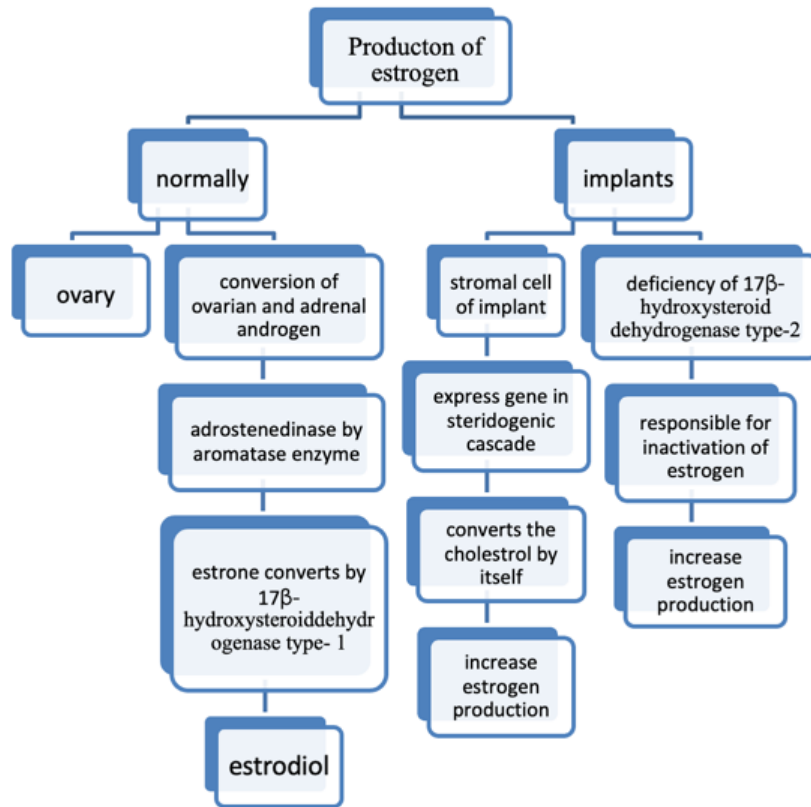 Producton of
estrogen
normally
implants
ovary
conversion of
ovarian and adrenal
androgen
stromal cell
of implant
deficiency of 17β-
hydroxysteroid
dehydrogenase type-2
adrostenedinase by
aromatase enzyme
express gene in
steridogenic
cascade
responsible for
inactivation of
estrogen
estrone converts by
17β-
hydroxysteroiddehydr
ogenase type- 1
converts the
cholestrol by
itself
increase
estrogen
production
increase
estrogen
production
estrodiol